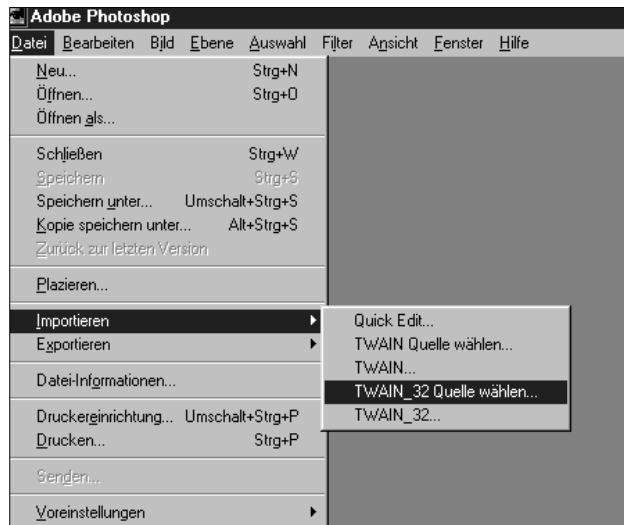 Adobe Photoshop
Datei Bearbeiten Bild Ebene Auswahl Filter Ansicht Fenster Hilfe
Neu... Strg+N
Öffnen... Strg+O
Öffnen als...
Schließen Strg+W
Speichern Strg+S
Speichern unter... Umschalt+Strg+S
Kopie speichern unter... Alt+Strg+S
Zurück zur letzten Version
Plazieren...
Importieren
Exportieren
Datei-Informationen...
Druckereinrichtung... Umschalt+Strg+P
Drucken... Strg+P
Senden...
Voreinstellungen
Quick Edit...
TWAIN Quelle wählen...
TWAIN...
TWAIN_32 Quelle wählen...
TWAIN_32...